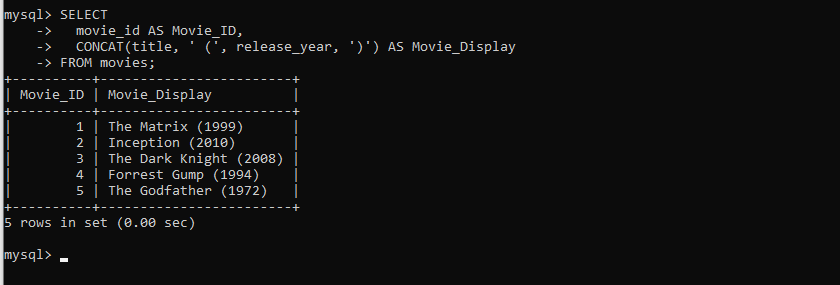 mysql> SELECT
    ->   movie_id AS Movie_ID,
    ->   CONCAT(title, ' (', release_year, ')') AS Movie_Display
    -> FROM movies;
+----------+------------------------+
| Movie_ID | Movie_Display          |
+----------+------------------------+
|        1 | The Matrix (1999)      |
|        2 | Inception (2010)       |
|        3 | The Dark Knight (2008) |
|        4 | Forrest Gump (1994)    |
|        5 | The Godfather (1972)   |
+----------+------------------------+
5 rows in set (0.00 sec)
mysql> _